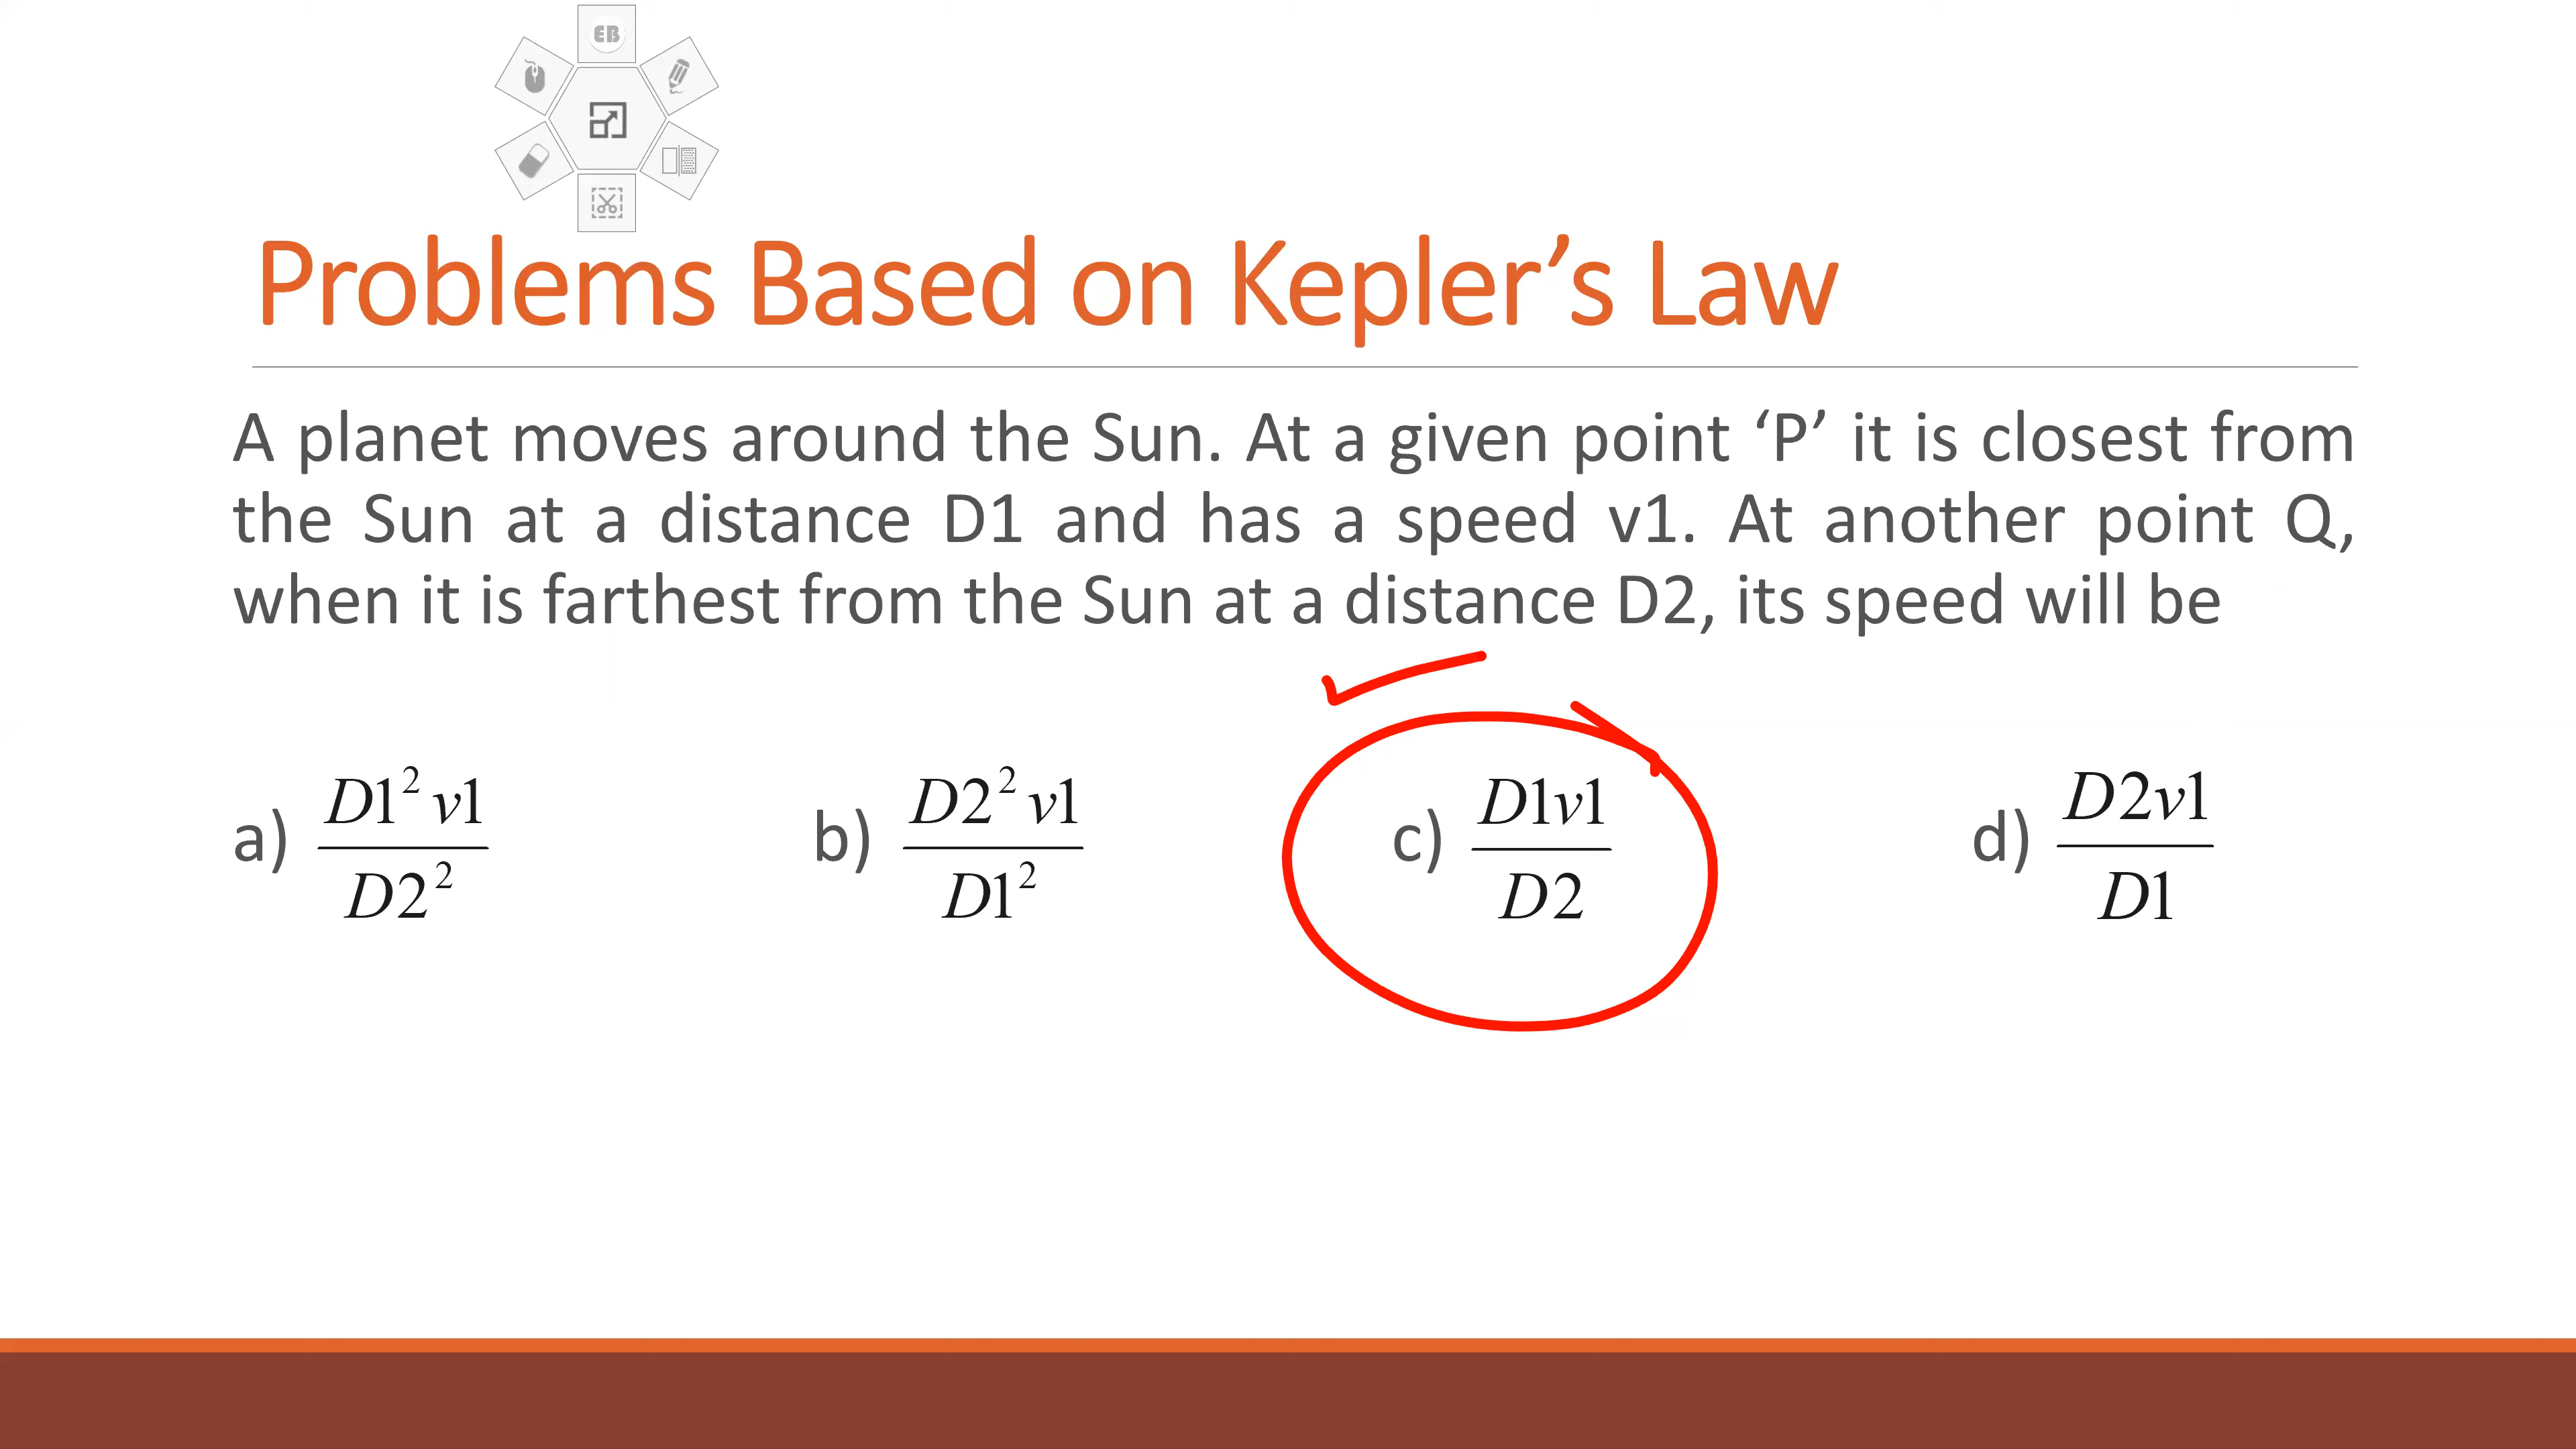 EB
Problems Based on Kepler’s Law
A planet moves around the Sun. At a given point ‘P’ it is closest from
the Sun at a distance D1 and has a speed v1. At another point Q,
when it is farthest from the Sun at a distance D2, its speed will be
a) D1² v1 / D2² b) D2² v1 / D1² c) D1v1 / D2 d) D2v1 / D1